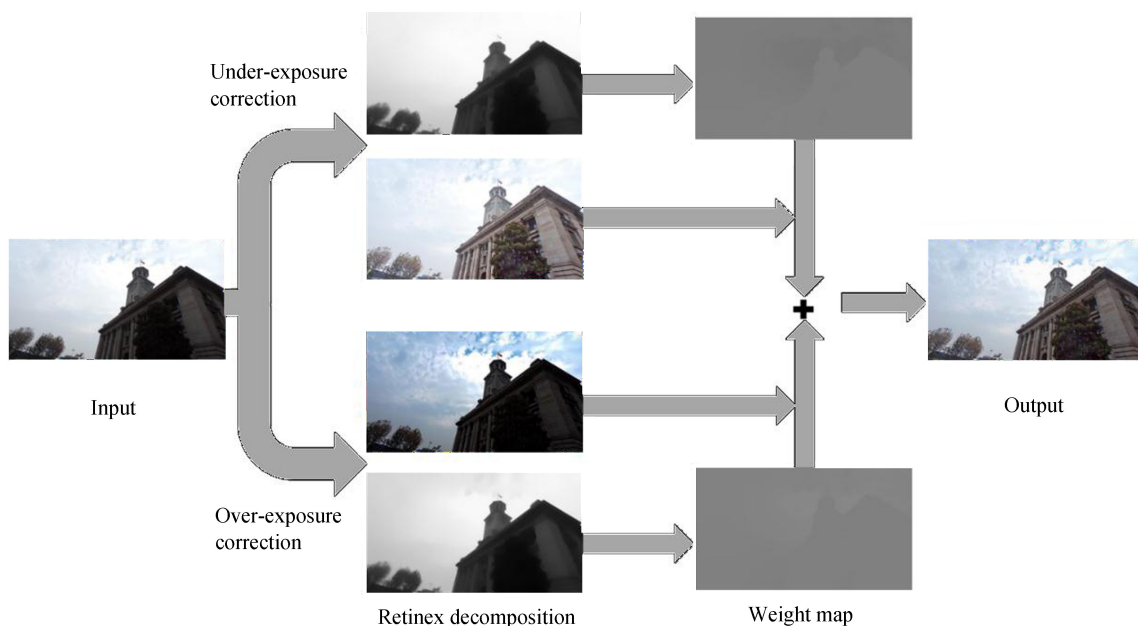 Under-exposure
correction
Input
Output
Over-exposure
correction
Retinex decomposition
Weight map